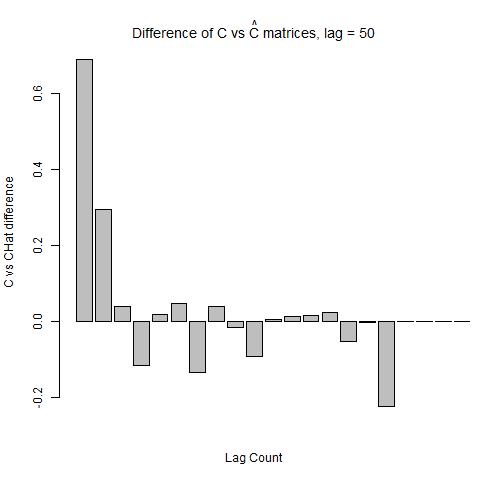 Difference of C vs Ĉ matrices, lag = 50
0.6
0.4
0.2
0.0
-0.2
C vs CHat difference
Lag Count